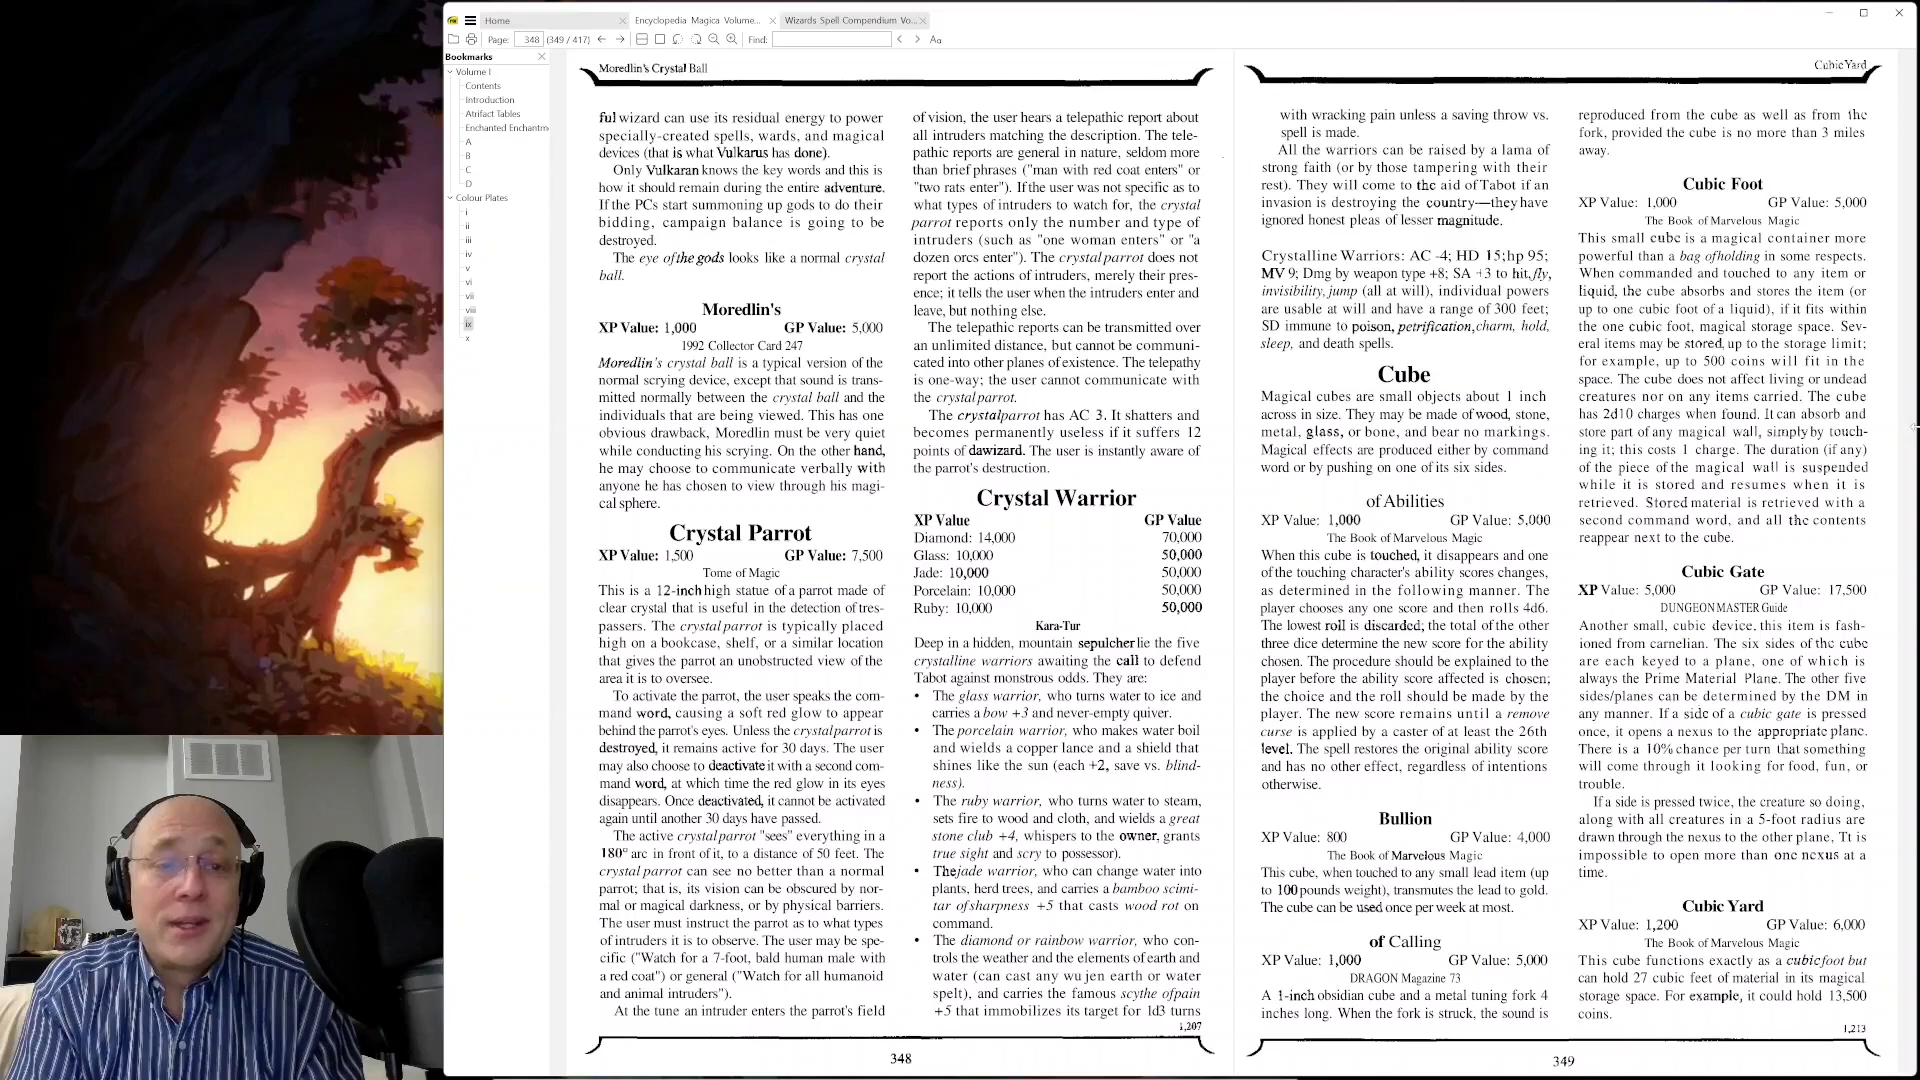 Home
Encyclopedia Magica Volume...
Wizards Spell Compendium Vo...
Page: 348 (349 / 417)
Find:
Bookmarks
Volume I
Contents
Introduction
Atrifact Tables
Enchanted Enchantm
A
B
C
D
Colour Plates
i
ii
iii
iv
v
vi
vii
viii
ix
x
Moredlin's Crystal Ball
ful wizard can use its residual energy to power
specially-created spells, wards, and magical
devices (that is what Vulkarus has done).
Only Vulkaran knows the key words and this is
how it should remain during the entire adventure.
If the PCs start summoning up gods to do their
bidding, campaign balance is going to be
destroyed.
The eye of the gods looks like a normal crystal
ball.
Moredlin's
XP Value: 1,000 GP Value: 5,000
1992 Collector Card 247
Moredlin's crystal ball is a typical version of the
normal scrying device, except that sound is trans-
mitted normally between the crystal ball and the
individuals that are being viewed. This has one
obvious drawback, Moredlin must be very quiet
while conducting his scrying. On the other hand,
he may choose to communicate verbally with
anyone he has chosen to view through his magi-
cal sphere.
Crystal Parrot
XP Value: 1,500 GP Value: 7,500
Tome of Magic
This is a 12-inch high statue of a parrot made of
clear crystal that is useful in the detection of tres-
passers. The crystal parrot is typically placed
high on a bookcase, shelf, or a similar location
that gives the parrot an unobstructed view of the
area it is to oversee.
To activate the parrot, the user speaks the com-
mand word, causing a soft red glow to appear
behind the parrot's eyes. Unless the crystal parrot is
destroyed, it remains active for 30 days. The user
may also choose to deactivate it with a second com-
mand word, at which time the red glow in its eyes
disappears. Once deactivated, it cannot be activated
again until another 30 days have passed.
The active crystal parrot "sees" everything in a
180° arc in front of it, to a distance of 50 feet. The
crystal parrot can see no better than a normal
parrot; that is, its vision can be obscured by nor-
mal or magical darkness, or by physical barriers.
The user must instruct the parrot as to what types
of intruders it is to observe. The user may be spe-
cific ("Watch for a 7-foot, bald human male with
a red coat") or general ("Watch for all humanoid
and animal intruders").
At the tune an intruder enters the parrot's field
of vision, the user hears a telepathic report about
all intruders matching the description. The tele-
pathic reports are general in nature, seldom more
than brief phrases ("man with red coat enters" or
"two rats enter"). If the user was not specific as to
what types of intruders to watch for, the crystal
parrot reports only the number and type of
intruders (such as "one woman enters" or "a
dozen orcs enter"). The crystal parrot does not
report the actions of intruders, merely their pres-
ence; it tells the user when the intruders enter and
leave, but nothing else.
The telepathic reports can be transmitted over
an unlimited distance, but cannot be communi-
cated into other planes of existence. The telepathy
is one-way; the user cannot communicate with
the crystal parrot.
The crystal parrot has AC 3. It shatters and
becomes permanently useless if it suffers 12
points of dawizard. The user is instantly aware of
the parrot's destruction.
Crystal Warrior
XP Value GP Value
Diamond: 14,000 70,000
Glass: 10,000 50,000
Jade: 10,000 50,000
Porcelain: 10,000 50,000
Ruby: 10,000 50,000
Kara-Tur
Deep in a hidden, mountain sepulcher lie the five
crystalline warriors awaiting the call to defend
Tabot against monstrous odds. They are:
• The glass warrior, who turns water to ice and
carries a bow +3 and never-empty quiver.
• The porcelain warrior, who makes water boil
and wields a copper lance and a shield that
shines like the sun (each +2, save vs. blind-
ness).
• The ruby warrior, who turns water to steam,
sets fire to wood and cloth, and wields a great
stone club +4, whispers to the owner, grants
true sight and scry to possessor).
• The jade warrior, who can change water into
plants, herd trees, and carries a bamboo scimi-
tar of sharpness +5 that casts wood rot on
command.
• The diamond or rainbow warrior, who con-
trols the weather and the elements of earth and
water (can cast any wu jen earth or water
spelt), and carries the famous scythe of pain
+5 that immobilizes its target for 1d3 turns
1,207
348
Cubic Yard
with wracking pain unless a saving throw vs.
spell is made.
All the warriors can be raised by a lama of
strong faith (or by those tampering with their
rest). They will come to the aid of Tabot if an
invasion is destroying the country—they have
ignored honest pleas of lesser magnitude.
Crystalline Warriors: AC -4; HD 15; hp 95;
MV 9; Dmg by weapon type +8; SA +3 to hit, fly,
invisibility, jump (all at will), individual powers
are usable at will and have a range of 300 feet;
SD immune to poison, petrification, charm, hold,
sleep, and death spells.
Cube
Magical cubes are small objects about 1 inch
across in size. They may be made of wood, stone,
metal, glass, or bone, and bear no markings.
Magical effects are produced either by command
word or by pushing on one of its six sides.
of Abilities
XP Value: 1,000 GP Value: 5,000
The Book of Marvelous Magic
When this cube is touched, it disappears and one
of the touching character's ability scores changes,
as determined in the following manner. The
player chooses any one score and then rolls 4d6.
The lowest roll is discarded; the total of the other
three dice determine the new score for the ability
chosen. The procedure should be explained to the
player before the ability score affected is chosen;
the choice and the roll should be made by the
player. The new score remains until a remove
curse is applied by a caster of at least the 26th
level. The spell restores the original ability score
and has no other effect, regardless of intentions
otherwise.
Bullion
XP Value: 800 GP Value: 4,000
The Book of Marvelous Magic
This cube, when touched to any small lead item (up
to 100 pounds weight), transmutes the lead to gold.
The cube can be used once per week at most.
of Calling
XP Value: 1,000 GP Value: 5,000
DRAGON Magazine 73
A 1-inch obsidian cube and a metal tuning fork 4
inches long. When the fork is struck, the sound is
reproduced from the cube as well as from the
fork, provided the cube is no more than 3 miles
away.
Cubic Foot
XP Value: 1,000 GP Value: 5,000
The Book of Marvelous Magic
This small cube is a magical container more
powerful than a bag of holding in some respects.
When commanded and touched to any item or
liquid, the cube absorbs and stores the item (or
up to one cubic foot of a liquid), if it fits within
the one cubic foot, magical storage space. Sev-
eral items may be stored, up to the storage limit;
for example, up to 500 coins will fit in the
space. The cube does not affect living or undead
creatures nor on any items carried. The cube
has 2d10 charges when found. It can absorb and
store part of any magical wall, simply by touch-
ing it; this costs 1 charge. The duration (if any)
of the piece of the magical wall is suspended
while it is stored and resumes when it is
retrieved. Stored material is retrieved with a
second command word, and all the contents
reappear next to the cube.
Cubic Gate
XP Value: 5,000 GP Value: 17,500
DUNGEON MASTER Guide
Another small, cubic device, this item is fash-
ioned from carnelian. The six sides of the cube
are each keyed to a plane, one of which is
always the Prime Material Plane. The other five
sides/planes can be determined by the DM in
any manner. If a side of a cubic gate is pressed
once, it opens a nexus to the appropriate plane.
There is a 10% chance per turn that something
will come through it looking for food, fun, or
trouble.
If a side is pressed twice, the creature so doing,
along with all creatures in a 5-foot radius are
drawn through the nexus to the other plane, Tt is
impossible to open more than one nexus at a
time.
Cubic Yard
XP Value: 1,200 GP Value: 6,000
The Book of Marvelous Magic
This cube functions exactly as a cubic foot but
can hold 27 cubic feet of material in its magical
storage space. For example, it could hold 13,500
coins.
1,213
349